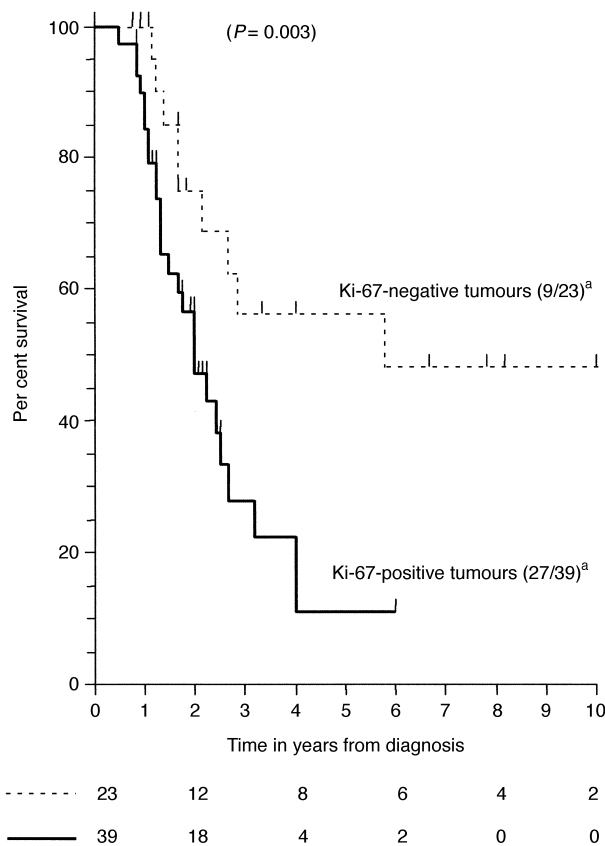 (P = 0.003)
100
80
60
40
20
0
Per cent survival
Ki-67-negative tumours (9/23)a
Ki-67-positive tumours (27/39)a
0 1 2 3 4 5 6 7 8 9 10
Time in years from diagnosis
23 12 8 6 4 2
39 18 4 2 0 0